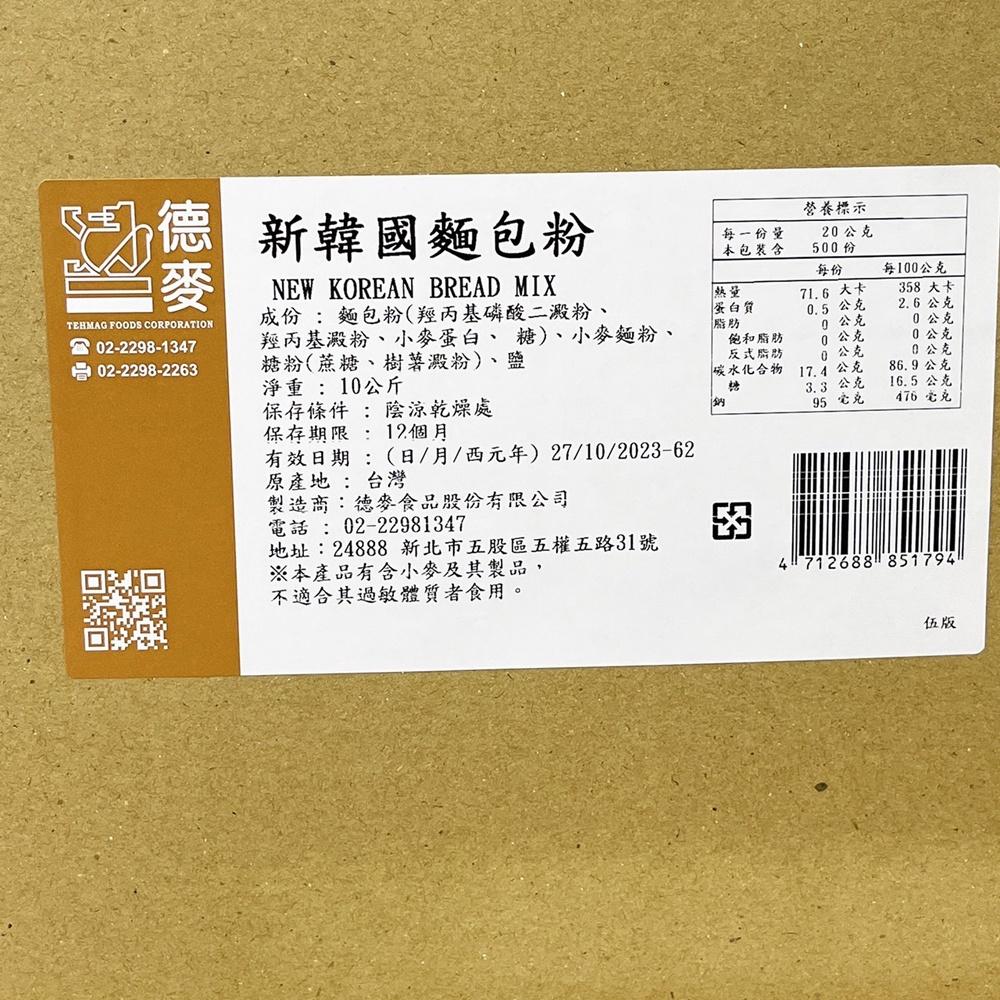 德麥
TEHMAG FOODS CORPORATION
02-2298-1347
02-2298-2263
新韓國麵包粉
NEW KOREAN BREAD MIX
成份 : 麵包粉(羥丙基磷酸二澱粉、
羥丙基澱粉、小麥蛋白、 糖)、小麥麵粉、
糖粉(蔗糖、樹薯澱粉)、鹽
淨重 : 10公斤
保存條件 : 陰涼乾燥處
保存期限 : 12個月
有效日期 : (日/月/西元年) 27/10/2023-62
原產地 : 台灣
製造商:德麥食品股份有限公司
電話 : 02-22981347
地址:24888 新北市五股區五權五路31號
※本產品有含小麥及其製品,
不適合其過敏體質者食用。
營養標示
每一份量 20公克
本包裝含 500份
每份 每100公克
熱量 71.6 大卡 358 大卡
蛋白質 0.5 公克 2.6 公克
脂肪 0 公克 0 公克
飽和脂肪 0 公克 0 公克
反式脂肪 0 公克 0 公克
碳水化合物 17.4 公克 86.9 公克
糖 3.3 公克 16.5 公克
鈉 95 毫克 476 毫克
4 712688 851794
伍版